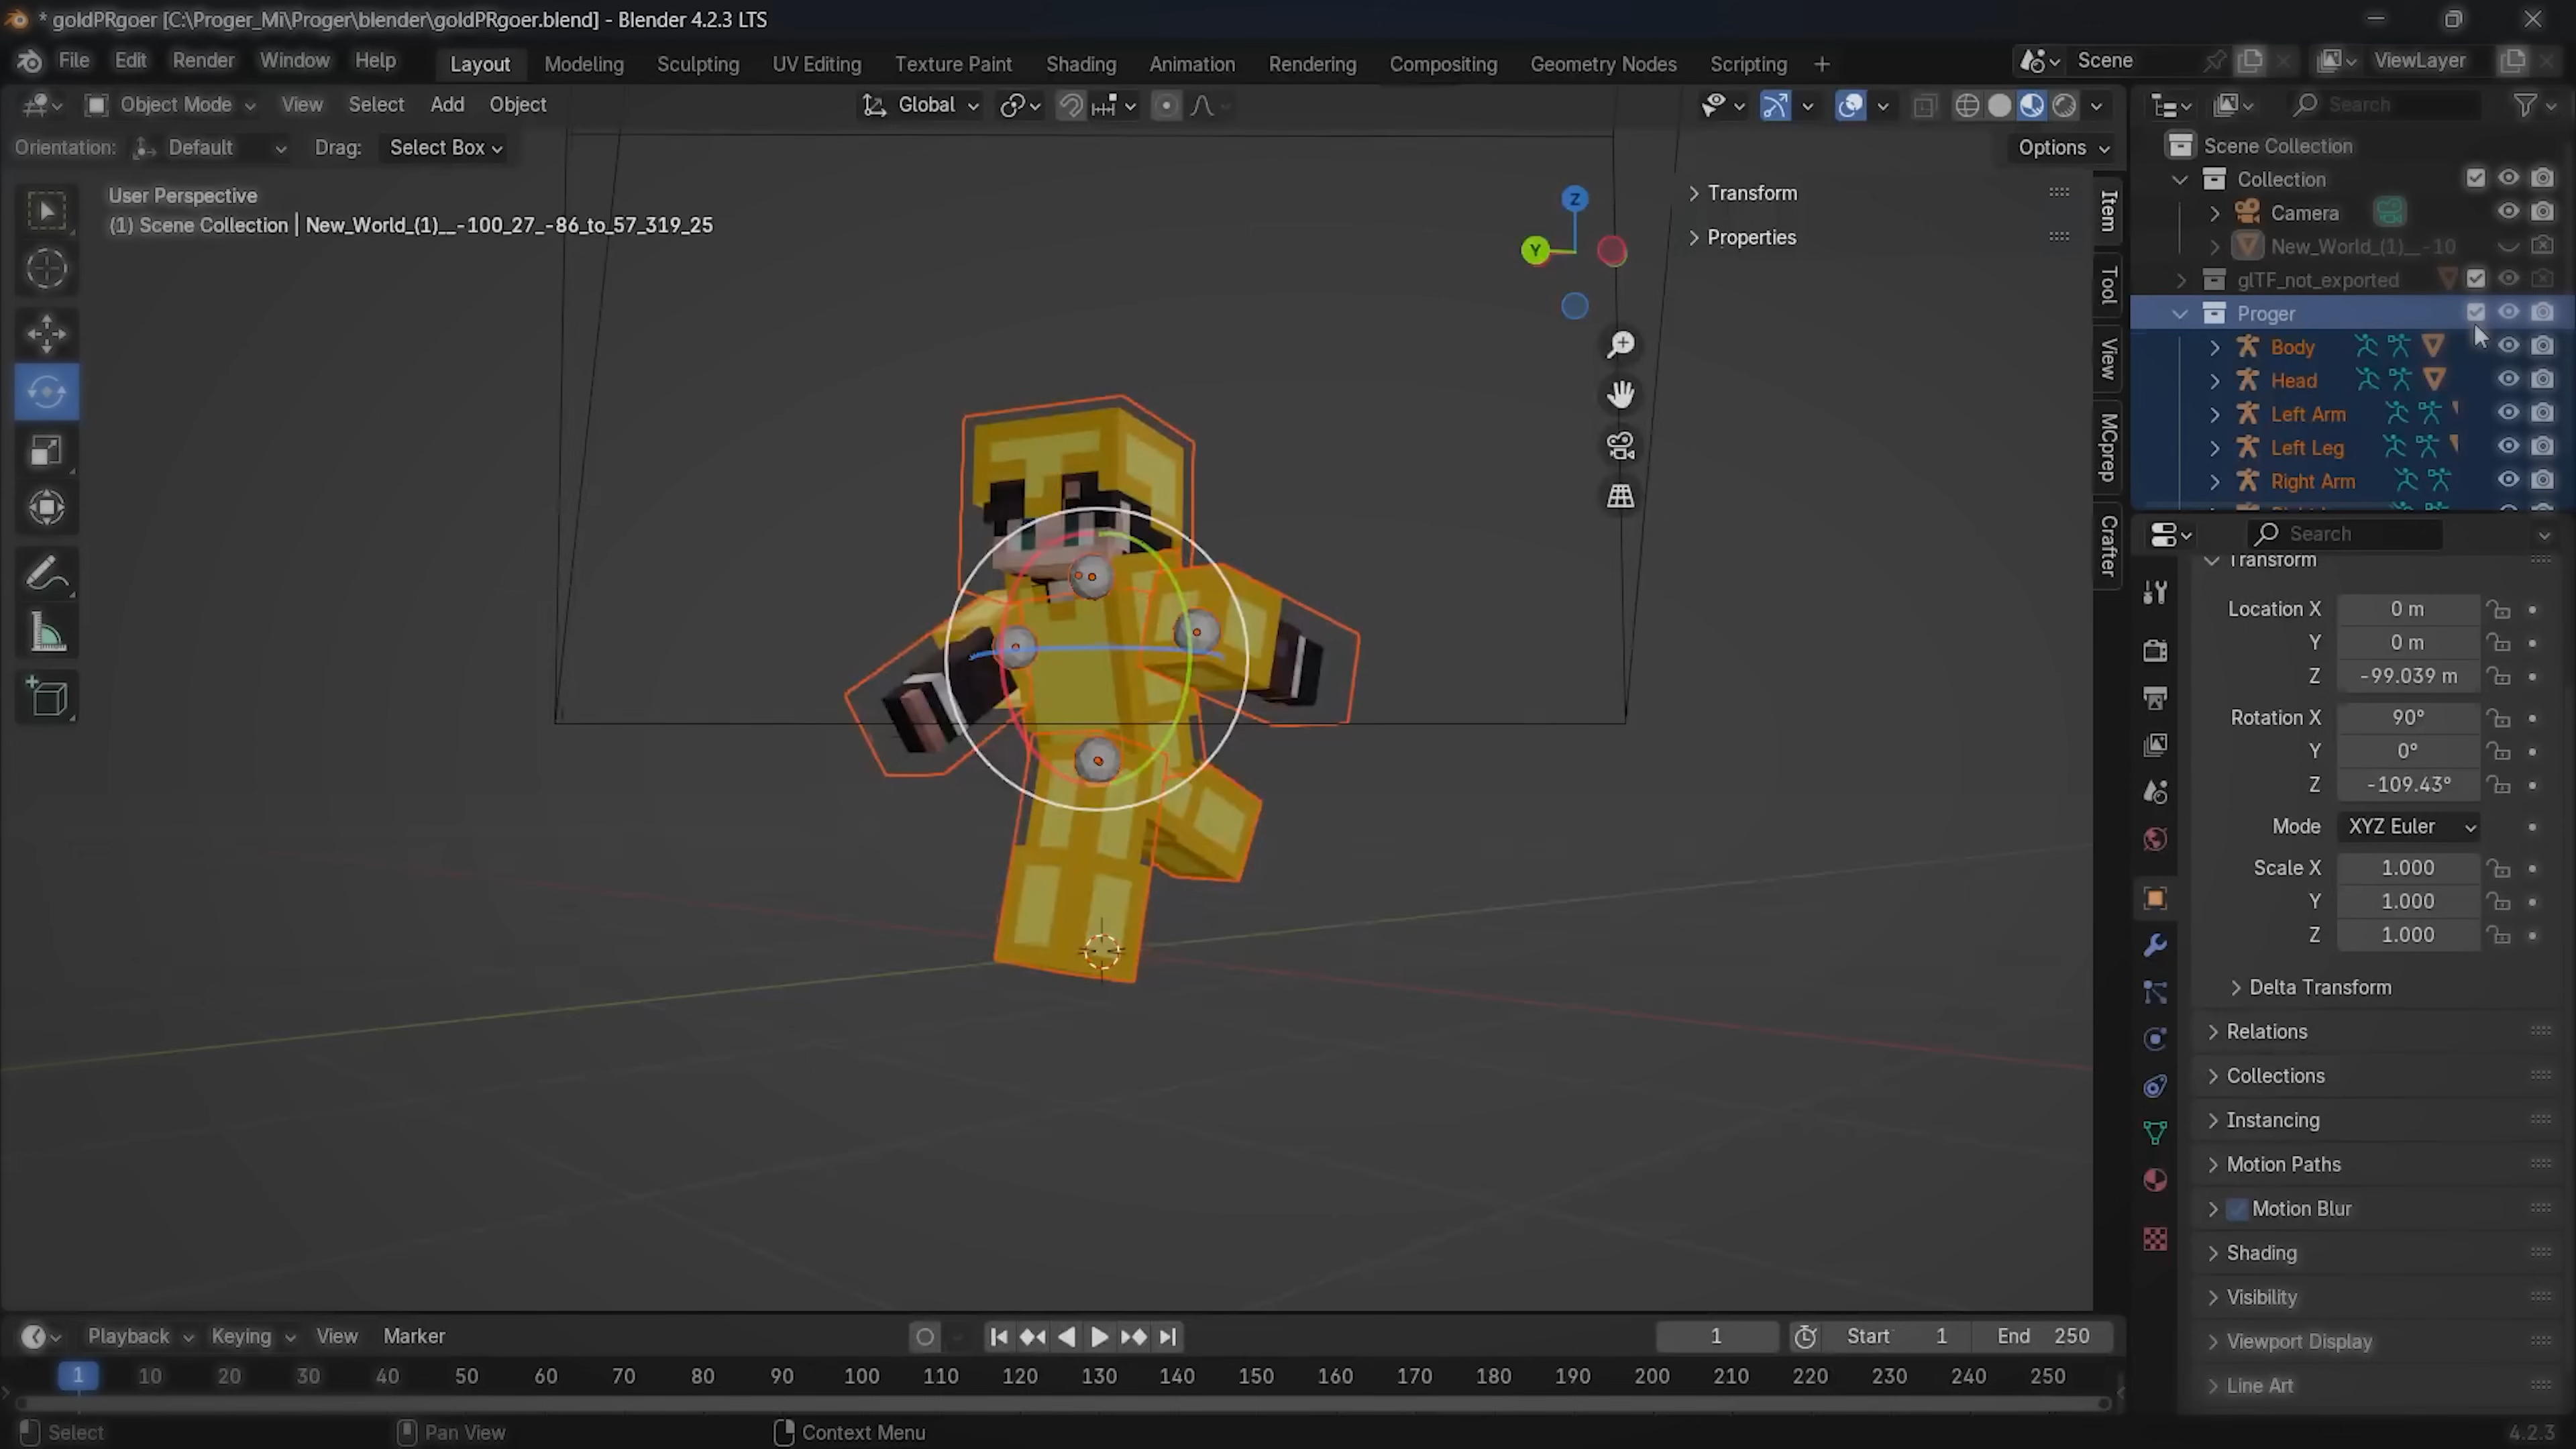 * goldPRgoer [C:\Proger_Mi\Proger\blender\goldPRgoer.blend] - Blender 4.2.3 LTS
File Edit Render Window Help Layout Modeling Sculpting UV Editing Texture Paint Shading Animation Rendering Compositing Geometry Nodes Scripting + Scene ViewLayer
Object Mode View Select Add Object Global Search
Orientation: Default Drag: Select Box Options
User Perspective
(1) Scene Collection | New_World_(1)__-100_27_-86_to_57_319_25
Z
Y
Transform
Properties
Item
Tool
View
MCprep
Crafter
Scene Collection
Collection
Camera
New_World_(1)__-10
glTF_not_exported
Proger
Body
Head
Left Arm
Left Leg
Right Arm
Search
Transform
Location X 0 m
Y 0 m
Z -99.039 m
Rotation X 90°
Y 0°
Z -109.43°
Mode XYZ Euler
Scale X 1.000
Y 1.000
Z 1.000
Delta Transform
Relations
Collections
Instancing
Motion Paths
Motion Blur
Shading
Visibility
Viewport Display
Line Art
Playback Keying View Marker 1 Start 1 End 250
1 10 20 30 40 50 60 70 80 90 100 110 120 130 140 150 160 170 180 190 200 210 220 230 240 250
Select Pan View Context Menu 4.2.3